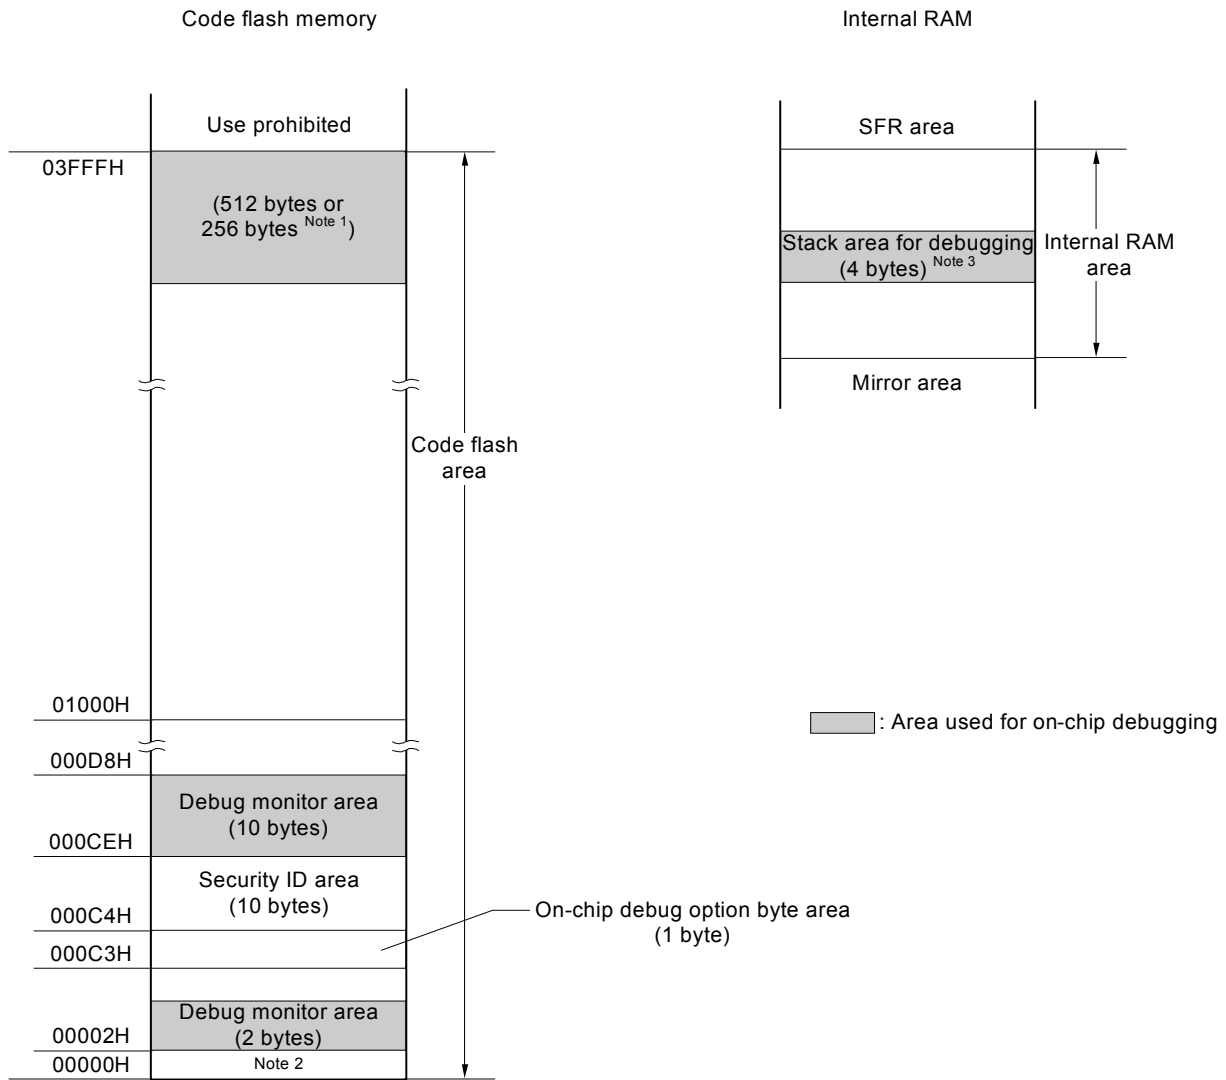 Code flash memory
Internal RAM
Use prohibited
03FFFH
(512 bytes or
256 bytes Note 1)
SFR area
Stack area for debugging
(4 bytes) Note 3
Internal RAM
area
Mirror area
Code flash
area
01000H
: Area used for on-chip debugging
000D8H
Debug monitor area
(10 bytes)
000CEH
Security ID area
(10 bytes)
000C4H
On-chip debug option byte area
(1 byte)
000C3H
Debug monitor area
(2 bytes)
00002H
00000H
Note 2